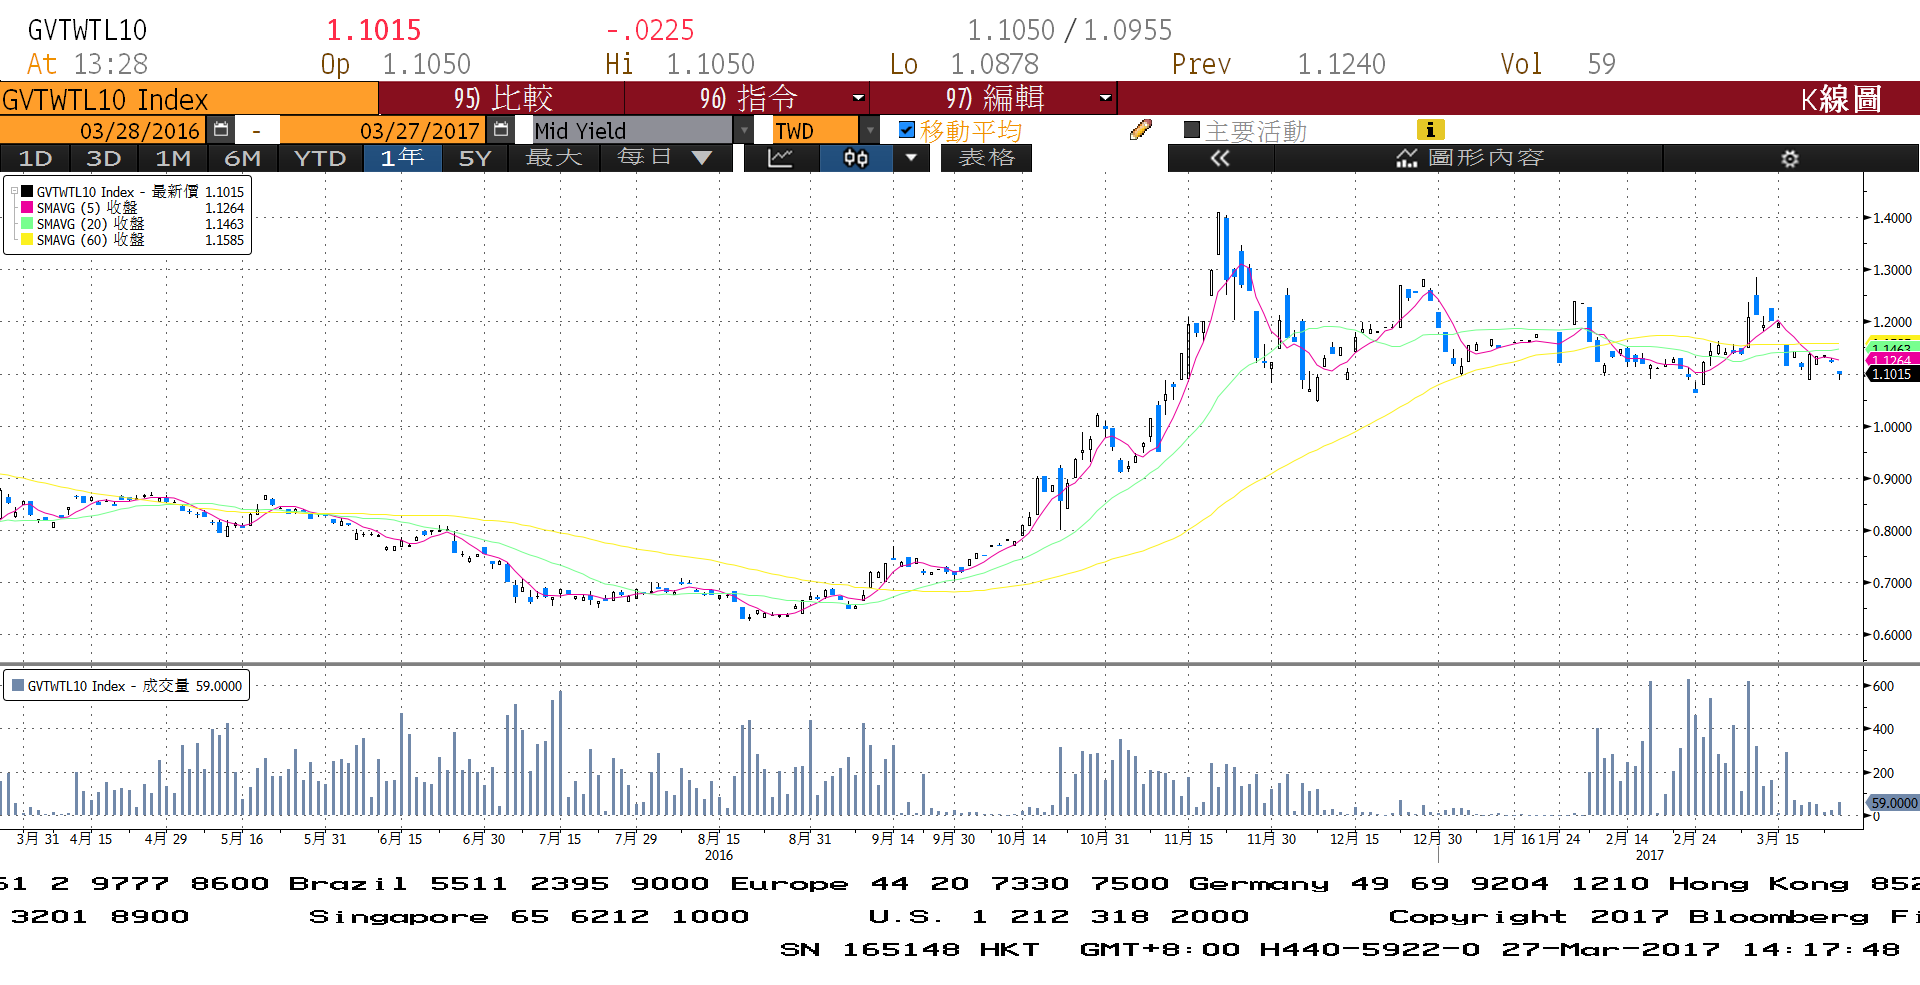 GVTWTL10 1.1015 -.0225 1.1050 / 1.0955
At 13:28 Op 1.1050 Hi 1.1050 Lo 1.0878 Prev 1.1240 Vol 59
GVTWTL10 Index 95) 比較 96) 指令 97) 編輯 K線圖
03/28/2016 - 03/27/2017 Mid Yield TWD 移動平均 主要活動
1D 3D 1M 6M YTD 1年 5Y 最大 每日 表格 圖形內容
GVTWTL10 Index - 最新價 1.1015
SMAVG (5) 收盤 1.1264
SMAVG (20) 收盤 1.1463
SMAVG (60) 收盤 1.1585
1.4000
1.3000
1.2000
1.1463
1.1264
1.1015
1.0000
0.9000
0.8000
0.7000
0.6000
GVTWTL10 Index - 成交量 59.0000
600
400
200
59.0000
0
3月 31 4月 15 4月 29 5月 16 5月 31 6月 15 6月 30 7月 15 7月 29 8月 15 8月 31 9月 14 9月 30 10月 14 10月 31 11月 15 11月 30 12月 15 12月 30 1月 16 1月 24 2月 14 2月 24 3月 15
2016 2017
61 2 9777 8600 Brazil 5511 2395 9000 Europe 44 20 7330 7500 Germany 49 69 9204 1210 Hong Kong 852
3201 8900 Singapore 65 6212 1000 U.S. 1 212 318 2000 Copyright 2017 Bloomberg Fi
SN 165148 HKT GMT+8:00 H440-5922-0 27-Mar-2017 14:17:48